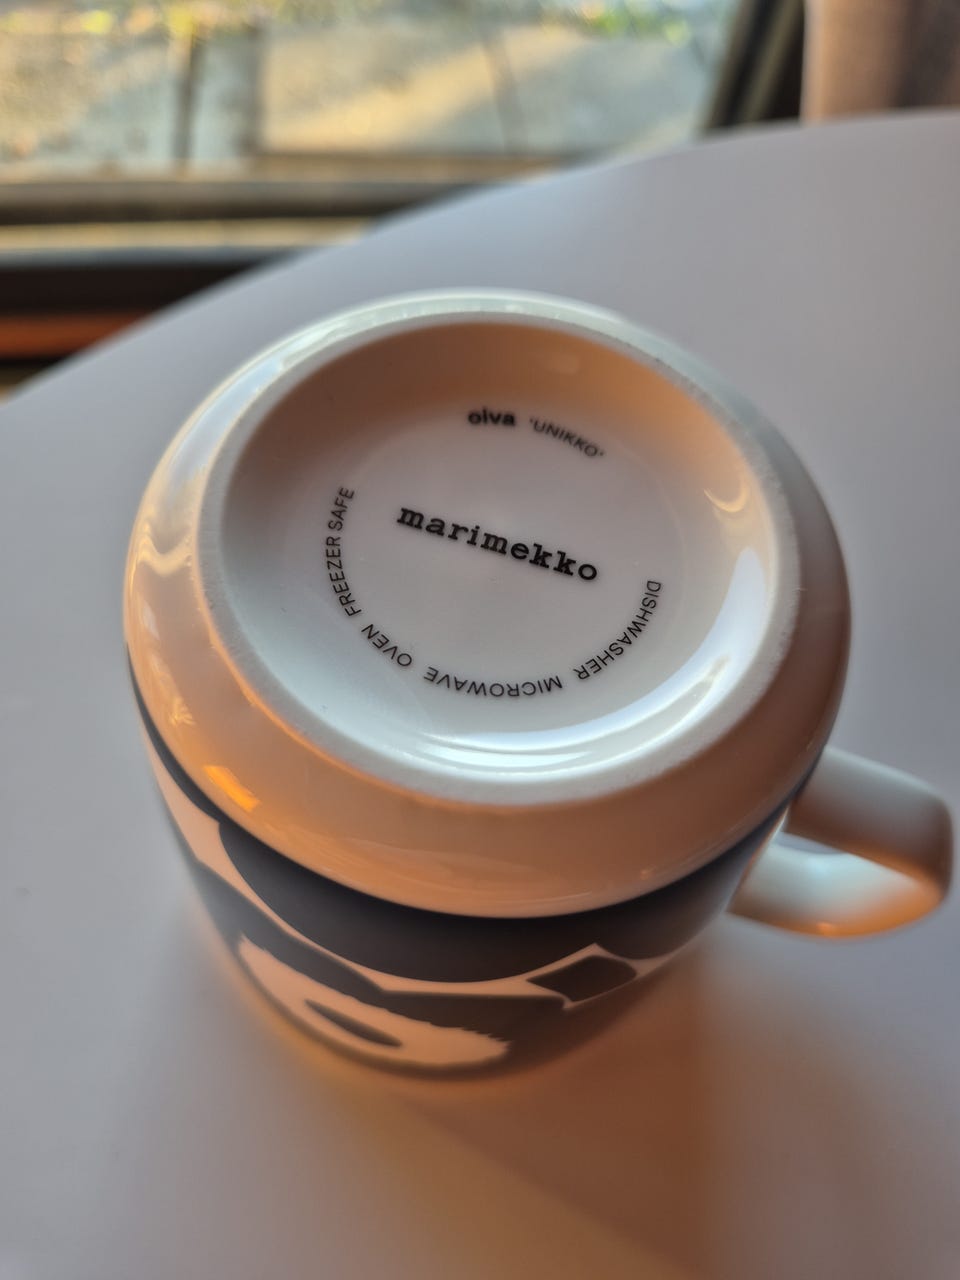 oiva 'UNIKKO'
marimekko
DISHWASHER MICROWAVE OVEN FREEZER SAFE